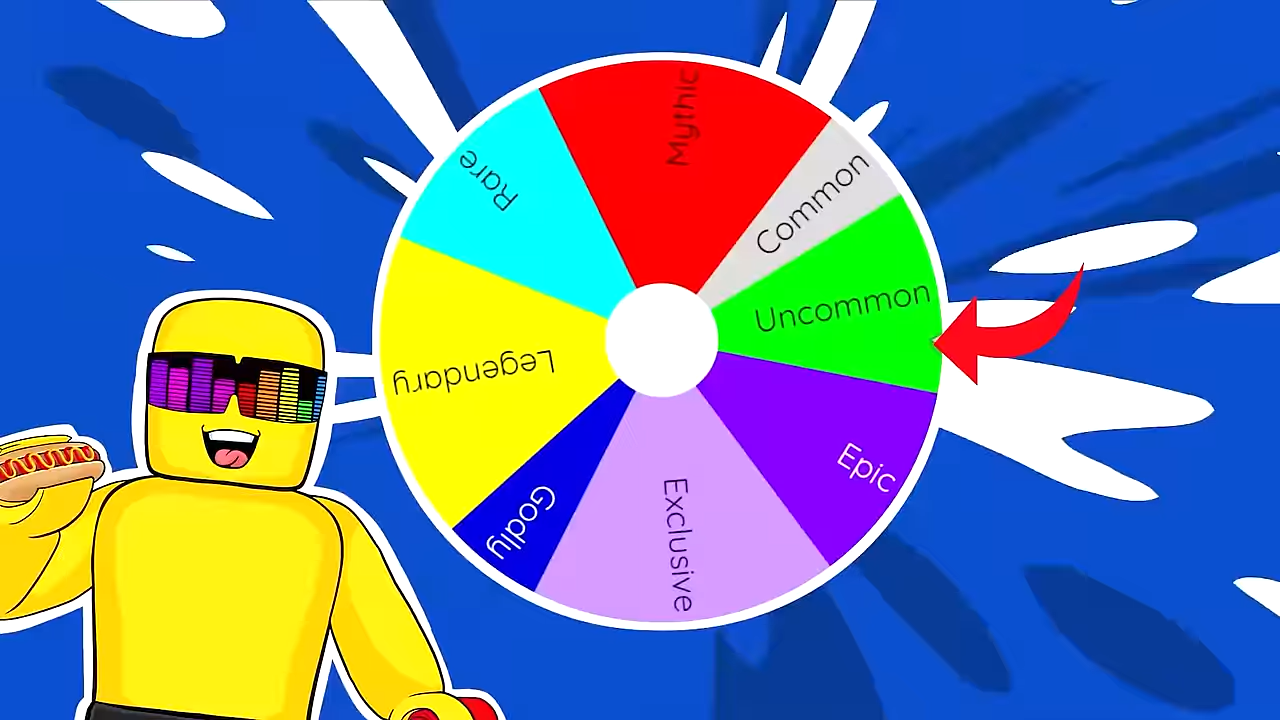 Mythic
Common
Uncommon
Epic
Exclusive
Godly
Legendary
Rare